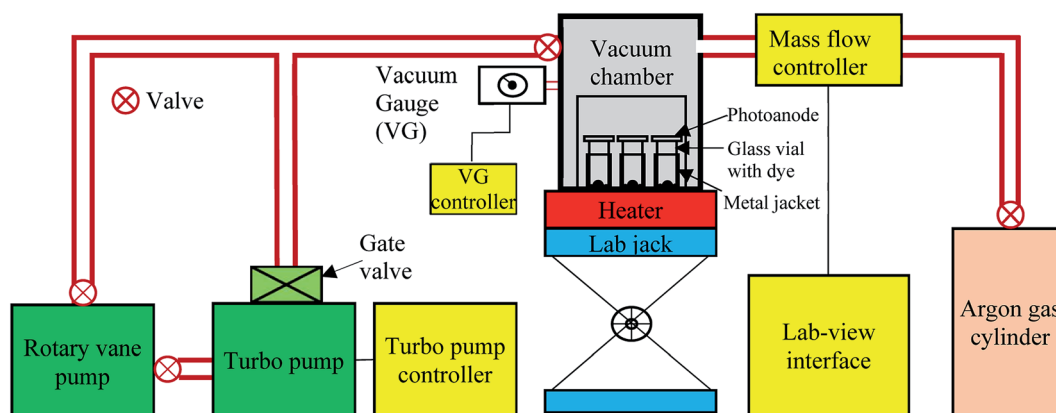 Vacuum
chamber
Mass flow
controller
Vacuum
Gauge
(VG)
Valve
Photoanode
Glass vial
with dye
Metal jacket
VG
controller
Heater
Lab jack
Gate
valve
Rotary vane
pump
Turbo pump
Turbo pump
controller
Lab-view
interface
Argon gas
cylinder